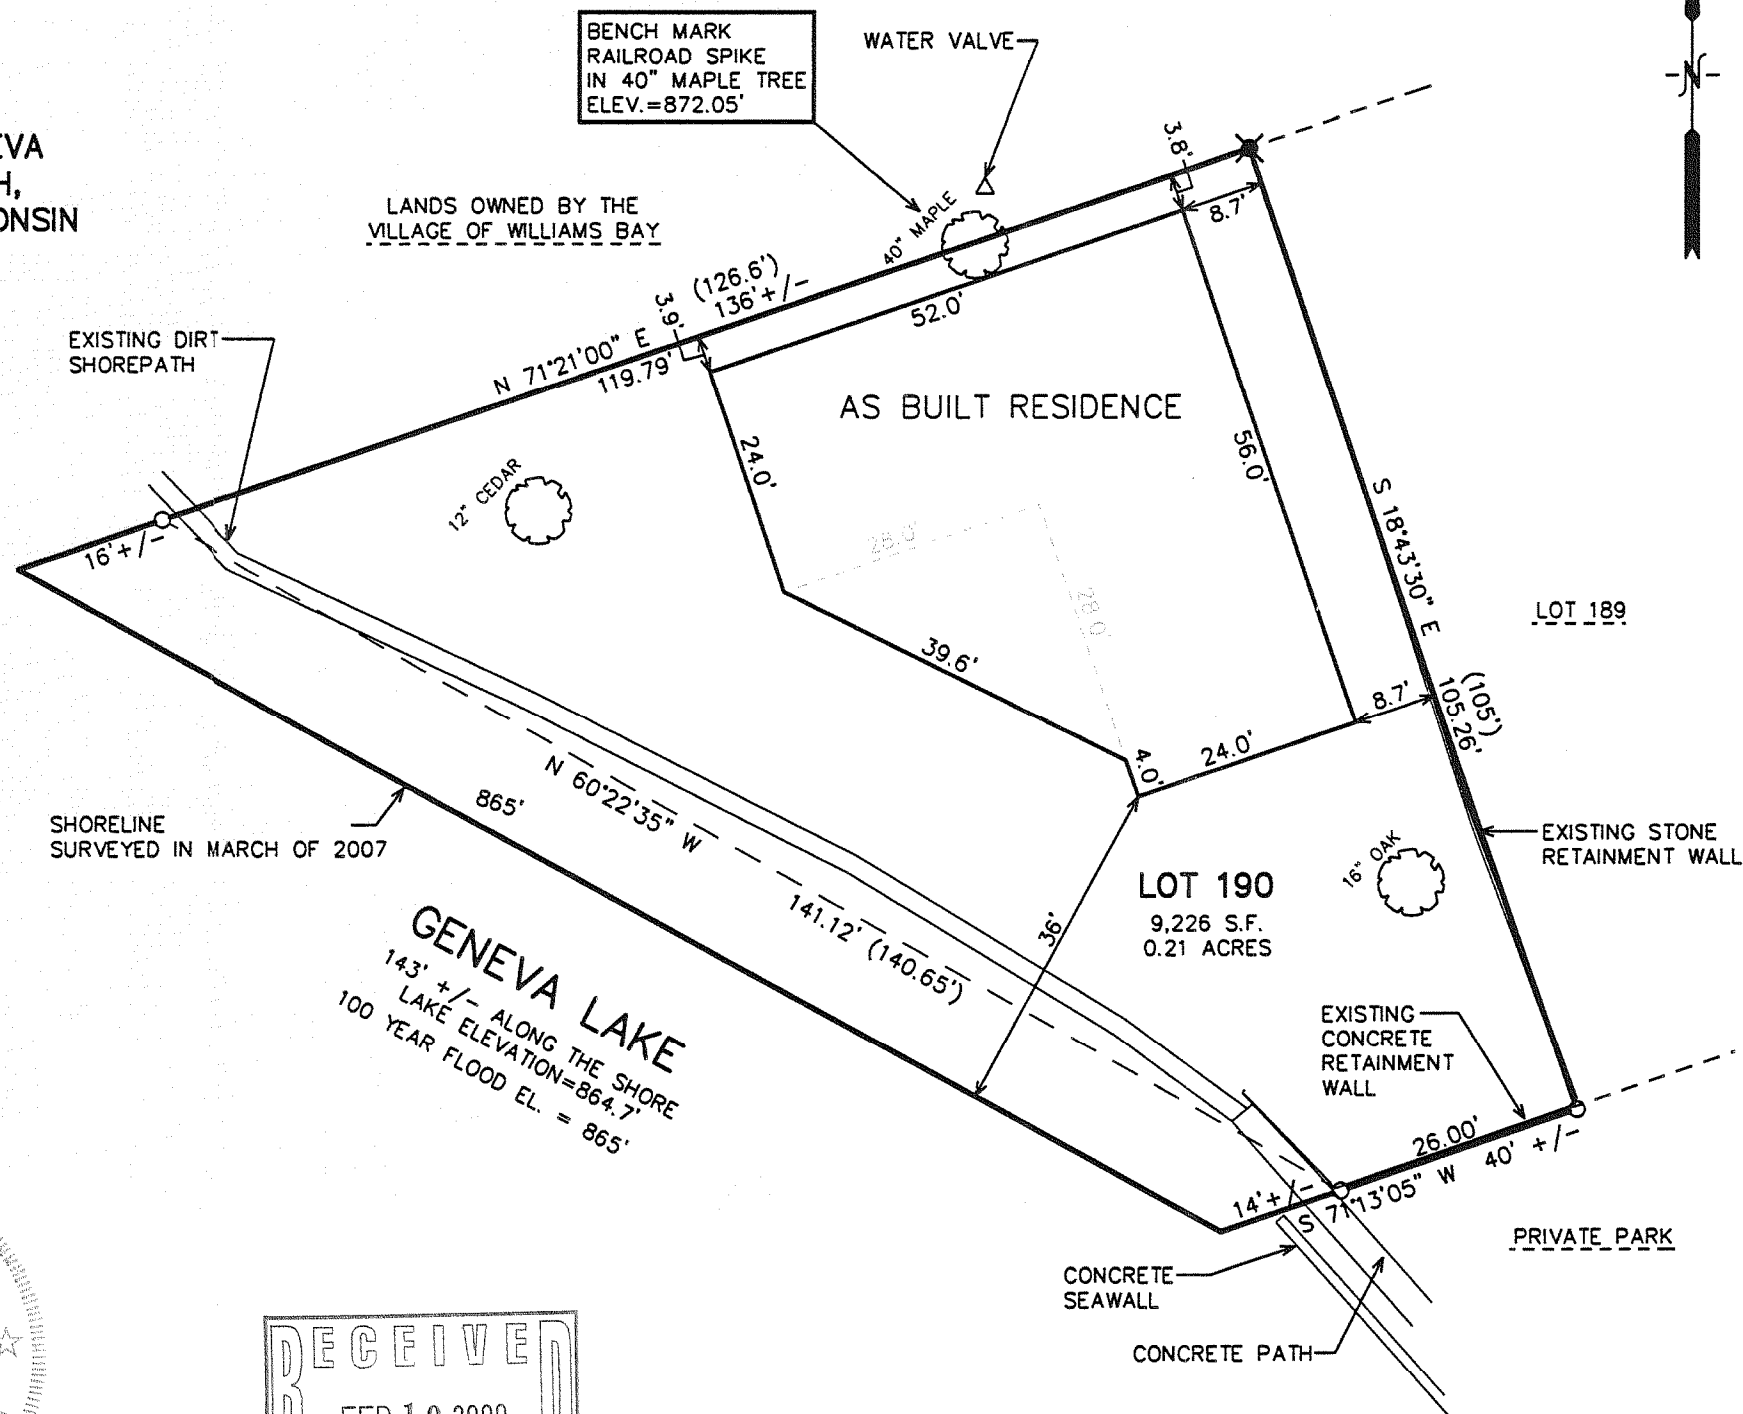 BENCH MARK
RAILROAD SPIKE
IN 40" MAPLE TREE
ELEV.=872.05'
WATER VALVE
N
LANDS OWNED BY THE
VILLAGE OF WILLIAMS BAY
40" MAPLE
3.8'
8.7'
(126.6')
136'+/-
3.9'
N 71°21'00" E
119.79'
52.0'
EXISTING DIRT
SHOREPATH
AS BUILT RESIDENCE
24.0'
56.0'
12" CEDAR
16'+/-
28.0'
28.0'
S 18°43'30" E
(105')
105.26'
LOT 189
39.6'
8.7'
4.0'
24.0'
N 60°22'35" W
141.12' (140.65')
865'
SHORELINE
SURVEYED IN MARCH OF 2007
EXISTING STONE
RETAINMENT WALL
16" OAK
LOT 190
9,226 S.F.
0.21 ACRES
36'
GENEVA LAKE
143' +/- ALONG THE SHORE
LAKE ELEVATION=864.7'
100 YEAR FLOOD EL. = 865'
EXISTING
CONCRETE
RETAINMENT
WALL
26.00'
14'+/-
S 71°13'05" W 40' +/-
PRIVATE PARK
CONCRETE
SEAWALL
CONCRETE PATH
RECEIVED